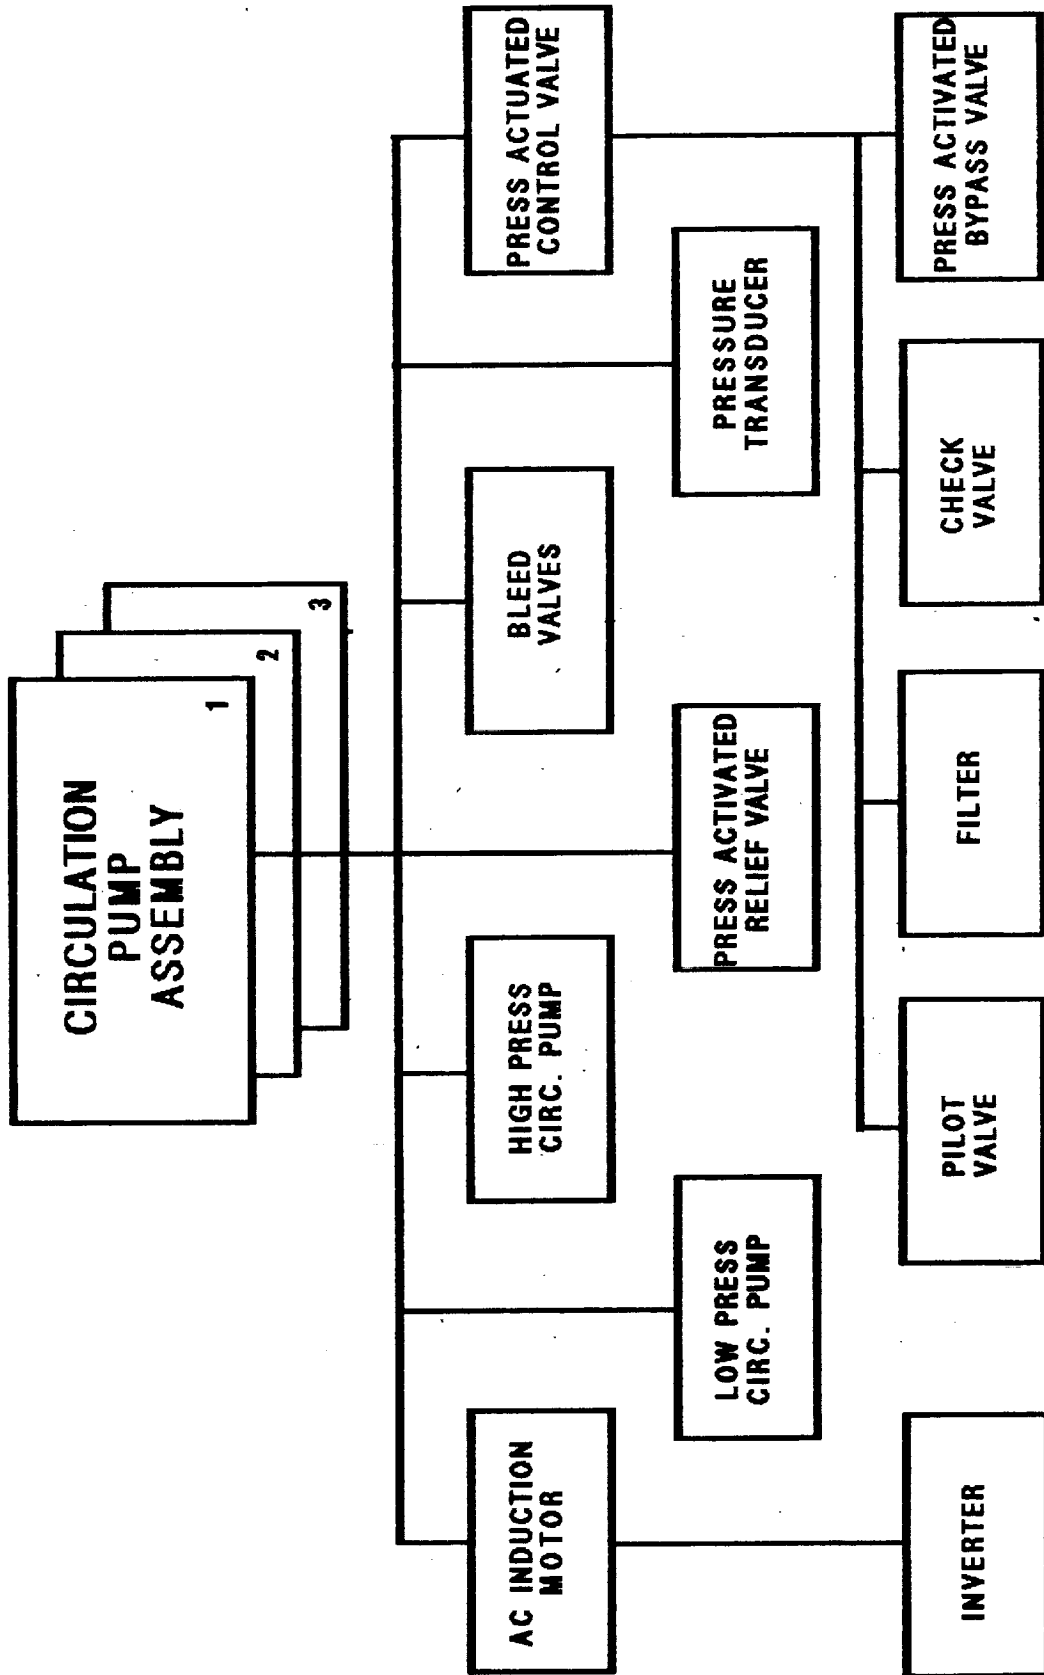 CIRCULATION
PUMP
ASSEMBLY
1
2
3
AC INDUCTION
MOTOR
HIGH PRESS
CIRC. PUMP
BLEED
VALVES
PRESS ACTUATED
CONTROL VALVE
LOW PRESS
CIRC. PUMP
PRESS ACTIVATED
RELIEF VALVE
PRESSURE
TRANSDUCER
INVERTER
PILOT
VALVE
FILTER
CHECK
VALVE
PRESS ACTIVATED
BYPASS VALVE